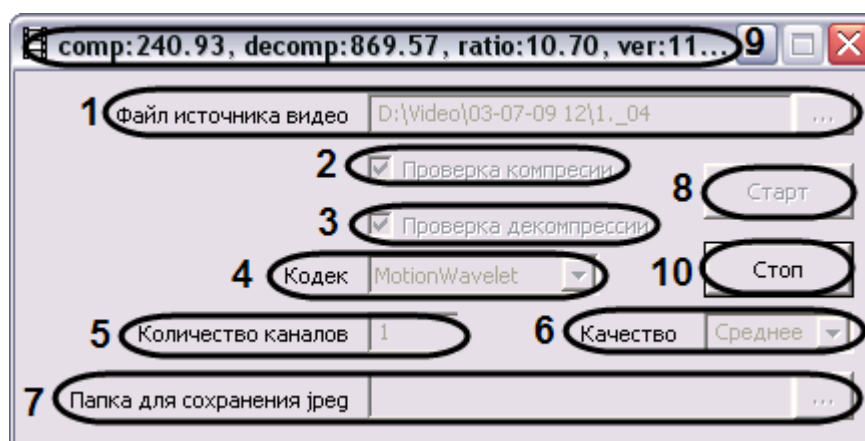 comp:240.93, decomp:869.57, ratio:10.70, ver:11... 9
1 Файл источника видео D:\Video\03-07-09 12\1._04 ...
2 Проверка компресии
8 Старт
3 Проверка декомпрессии
4 Кодек MotionWavelet
10 Стоп
5 Количество каналов 1
6 Качество Среднее
7 Папка для сохранения jpeg ...